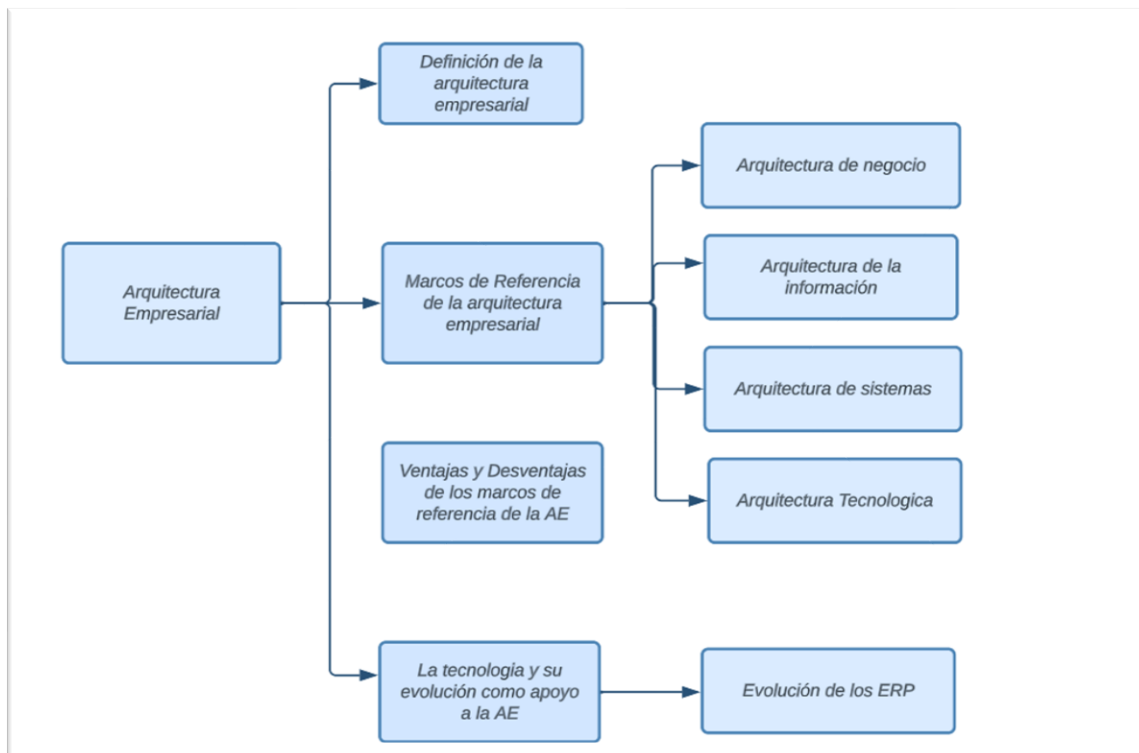 Definición de la
arquitectura
empresarial
Arquitectura de negocio
Arquitectura
Empresarial
Marcos de Referencia
de la arquitectura
empresarial
Arquitectura de la
información
Arquitectura de sistemas
Ventajas y Desventajas
de los marcos de
referencia de la AE
Arquitectura Tecnologica
La tecnologia y su
evolución como apoyo
a la AE
Evolución de los ERP